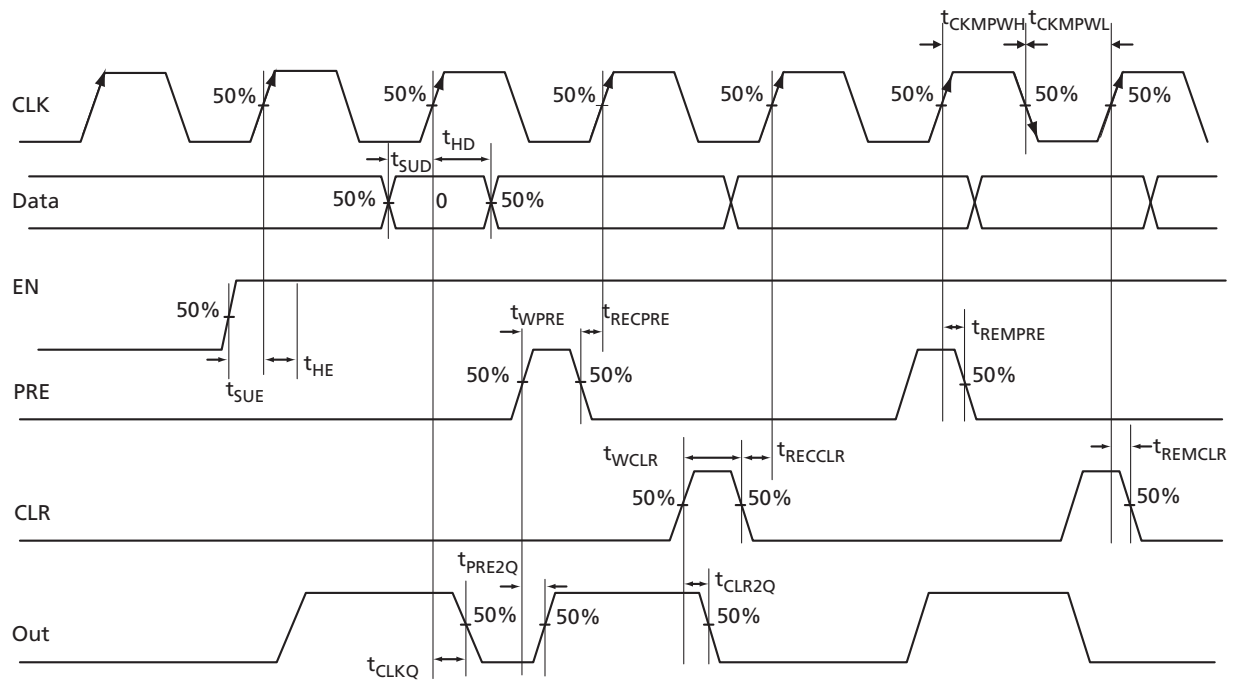 tCKMPWH tCKMPWL
CLK 50% 50% 50% 50% 50% 50% 50%
tSUD tHD
Data 50% 0 50%
EN
50%
tSUE tHE tWPRE tRECPRE tREMPRE
PRE 50% 50% 50%
tWCLR tRECCLR tREMCLR
CLR 50% 50% 50%
tPRE2Q tCLR2Q
Out 50% 50% 50%
tCLKQ